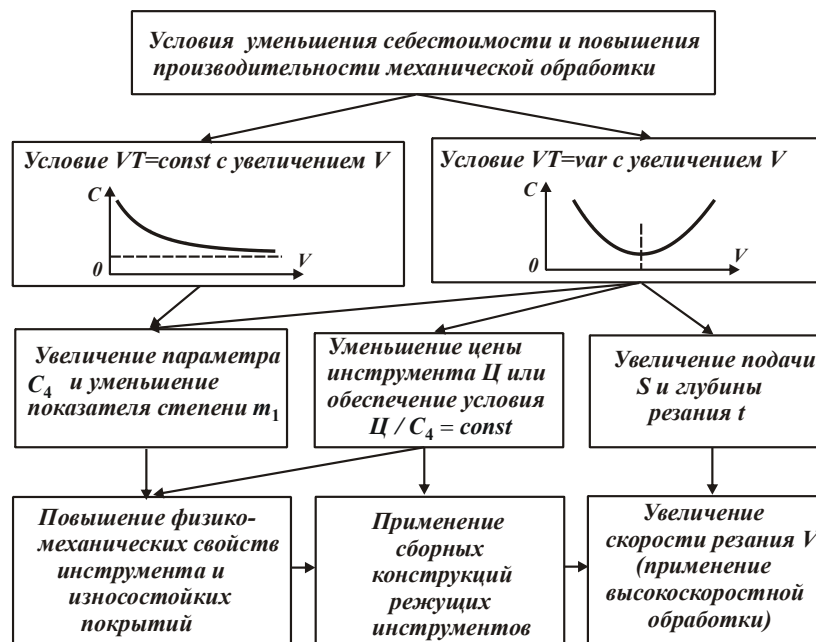 Условия уменьшения себестоимости и повышения
производительности механической обработки
Условие VT=const с увеличением V
C
0
V
Условие VT=var с увеличением V
C
0
V
Увеличение параметра
C₄ и уменьшение
показателя степени m₁
Уменьшение цены
инструмента Ц или
обеспечение условия
Ц / C₄ = const
Увеличение подачи
S и глубины
резания t
Повышение физико-
механических свойств
инструмента и
износостойких
покрытий
Применение
сборных
конструкций
режущих
инструментов
Увеличение
скорости резания V
(применение
высокоскоростной
обработки)